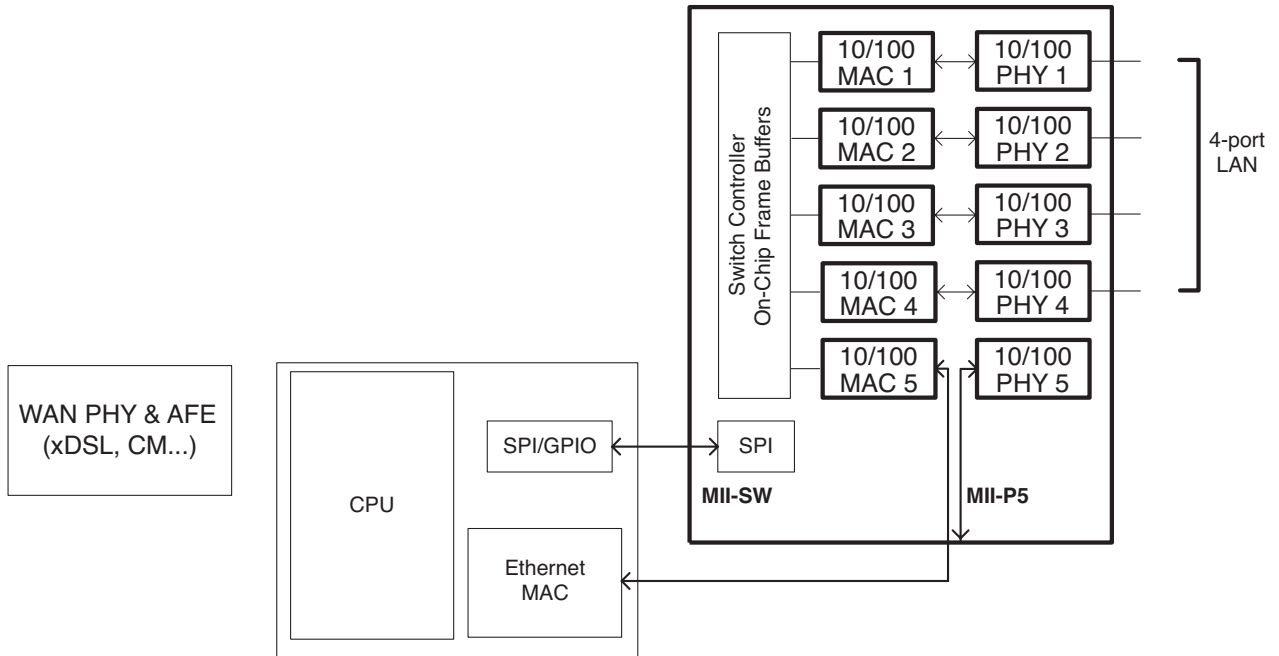 10/100
MAC 1
10/100
PHY 1
10/100
MAC 2
10/100
PHY 2
10/100
MAC 3
10/100
PHY 3
10/100
MAC 4
10/100
PHY 4
10/100
MAC 5
10/100
PHY 5
Switch Controller
On-Chip Frame Buffers
4-port
LAN
WAN PHY & AFE
(xDSL, CM...)
CPU
SPI/GPIO
SPI
MII-SW
MII-P5
Ethernet
MAC